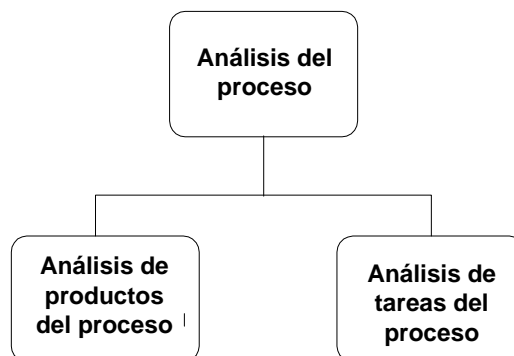 Análisis del
proceso
Análisis de
productos
del proceso
Análisis de
tareas del
proceso